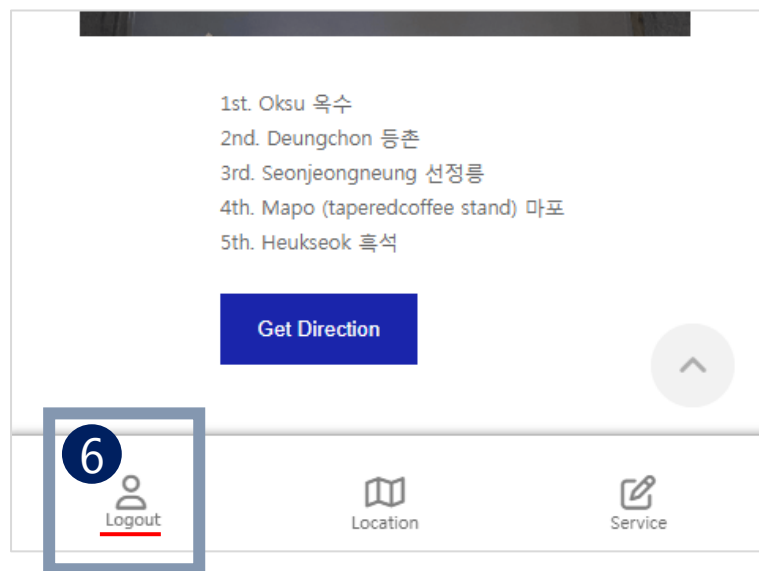 1st. Oksu 옥수
2nd. Deungchon 등촌
3rd. Seonjeongneung 선정릉
4th. Mapo (taperedcoffee stand) 마포
5th. Heukseok 흑석
Get Direction
6
Logout
Location
Service